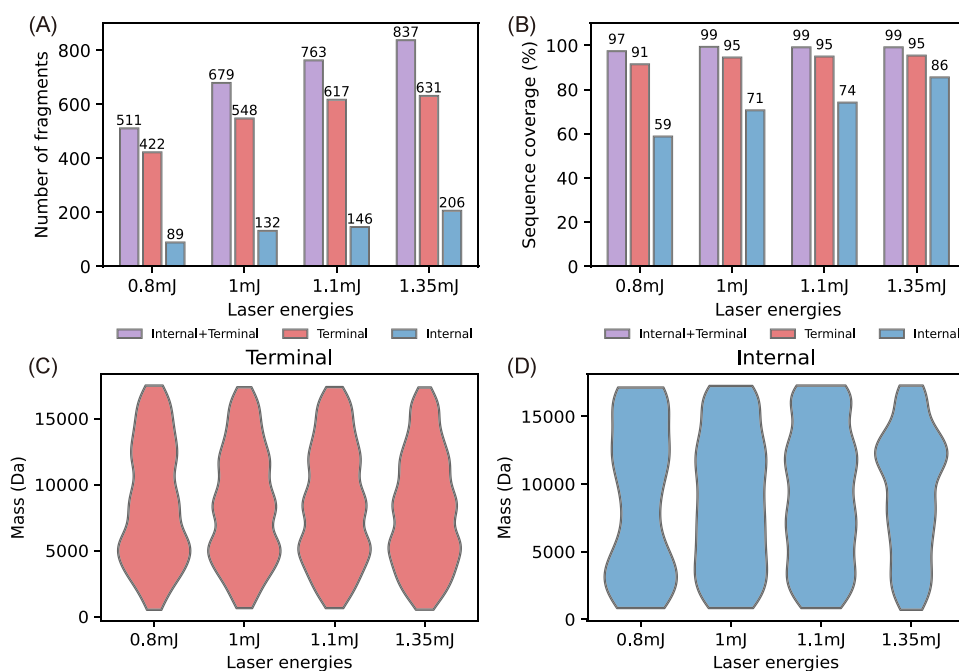 (A)
Number of fragments
800
600
400
200
0
511
422
89
679
548
132
763
617
146
837
631
206
0.8mJ 1mJ 1.1mJ 1.35mJ
Laser energies
Internal+Terminal Terminal Internal
(B)
Sequence coverage (%)
100
80
60
40
20
0
97
91
59
99
95
71
99
95
74
99
95
86
0.8mJ 1mJ 1.1mJ 1.35mJ
Laser energies
Internal+Terminal Terminal Internal
(C)
Terminal
Mass (Da)
15000
10000
5000
0
0.8mJ 1mJ 1.1mJ 1.35mJ
Laser energies
(D)
Internal
Mass (Da)
15000
10000
5000
0
0.8mJ 1mJ 1.1mJ 1.35mJ
Laser energies